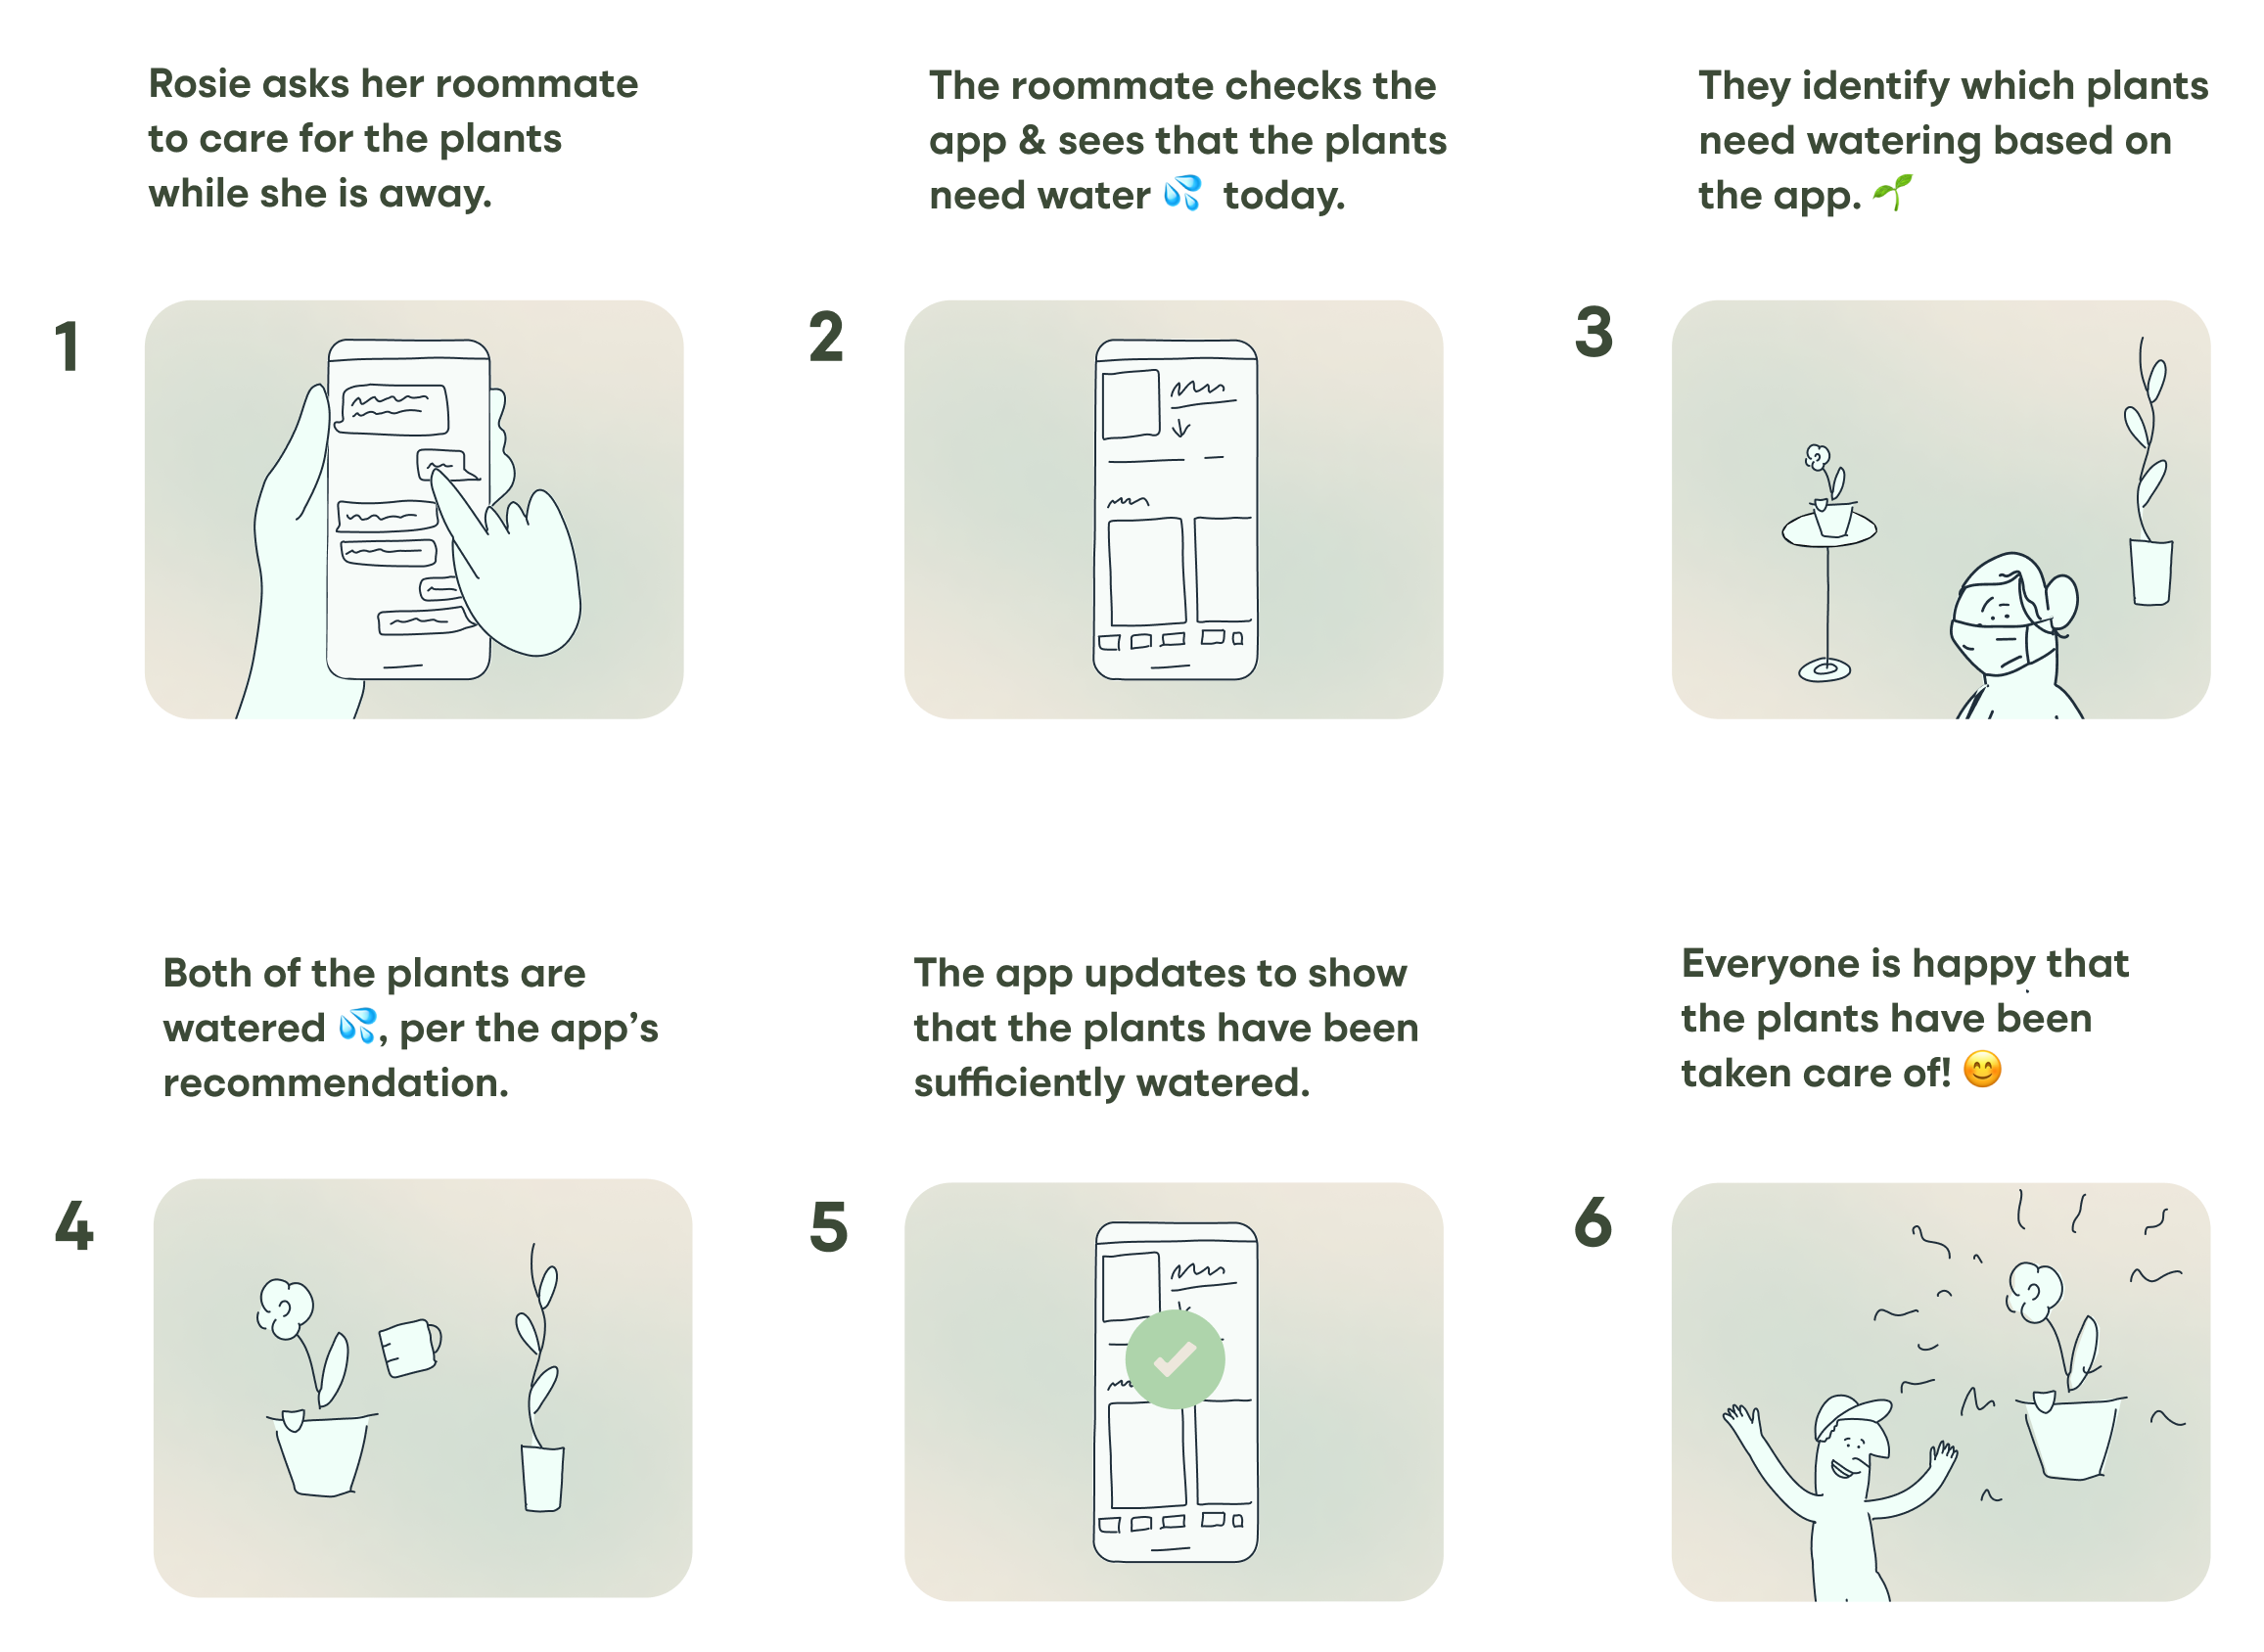 Rosie asks her roommate
to care for the plants
while she is away.
1
The roommate checks the
app & sees that the plants
need water 💦 today.
2
They identify which plants
need watering based on
the app. 🌱
3
Both of the plants are
watered 💦, per the app’s
recommendation.
4
The app updates to show
that the plants have been
sufficiently watered.
5
Everyone is happy that
the plants have been
taken care of! 😊
6